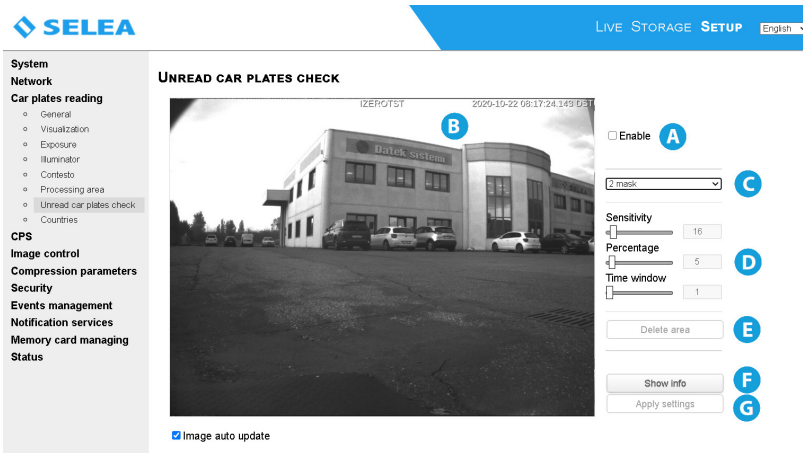 SELEA
LIVE STORAGE SETUP English
System
Network
Car plates reading
General
Visualization
Exposure
Illuminator
Contesto
Processing area
Unread car plates check
Countries
CPS
Image control
Compression parameters
Security
Events management
Notification services
Memory card managing
Status
UNREAD CAR PLATES CHECK
IZEROTST 2020-10-22 08:17:24.143 DST
B
Datek sistemi
Enable A
2 mask C
Sensitivity
16
Percentage
5 D
Time window
1
Delete area E
Show info F
Apply settings G
Image auto update